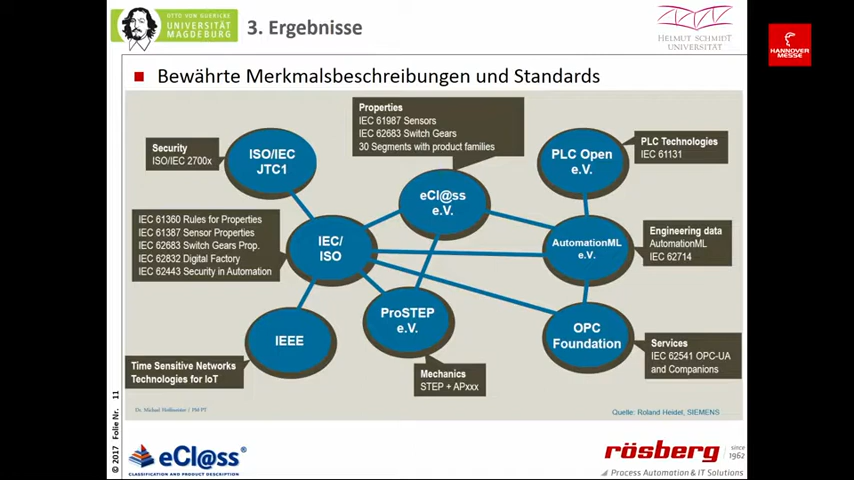 OTTO VON GUERICKE
UNIVERSITÄT
MAGDEBURG
3. Ergebnisse
HELMUT SCHMIDT
UNIVERSITÄT
HANNOVER
MESSE
Bewährte Merkmalsbeschreibungen und Standards
Properties
IEC 61987 Sensors
IEC 62683 Switch Gears
30 Segments with product families
Security
ISO/IEC 2700x
ISO/IEC
JTC1
PLC Open
e.V.
PLC Technologies
IEC 61131
eCl@ss
e.V.
IEC 61360 Rules for Properties
IEC 61387 Sensor Properties
IEC 62683 Switch Gears Prop.
IEC 62832 Digital Factory
IEC 62443 Security in Automation
IEC/
ISO
AutomationML
e.V.
Engineering data
AutomationML
IEC 62714
ProSTEP
e.V.
IEEE
OPC
Foundation
Services
IEC 62541 OPC-UA
and Companions
Time Sensitive Networks
Technologies for IoT
Mechanics
STEP + APxxx
Dr. Michael Hoffmeister / PM-PT
Quelle: Roland Heidel, SIEMENS
© 2017 Folie Nr. 11
eCl@ss®
CLASSIFICATION AND PRODUCT DESCRIPTION
rösberg
since
1962
Process Automation & IT Solutions